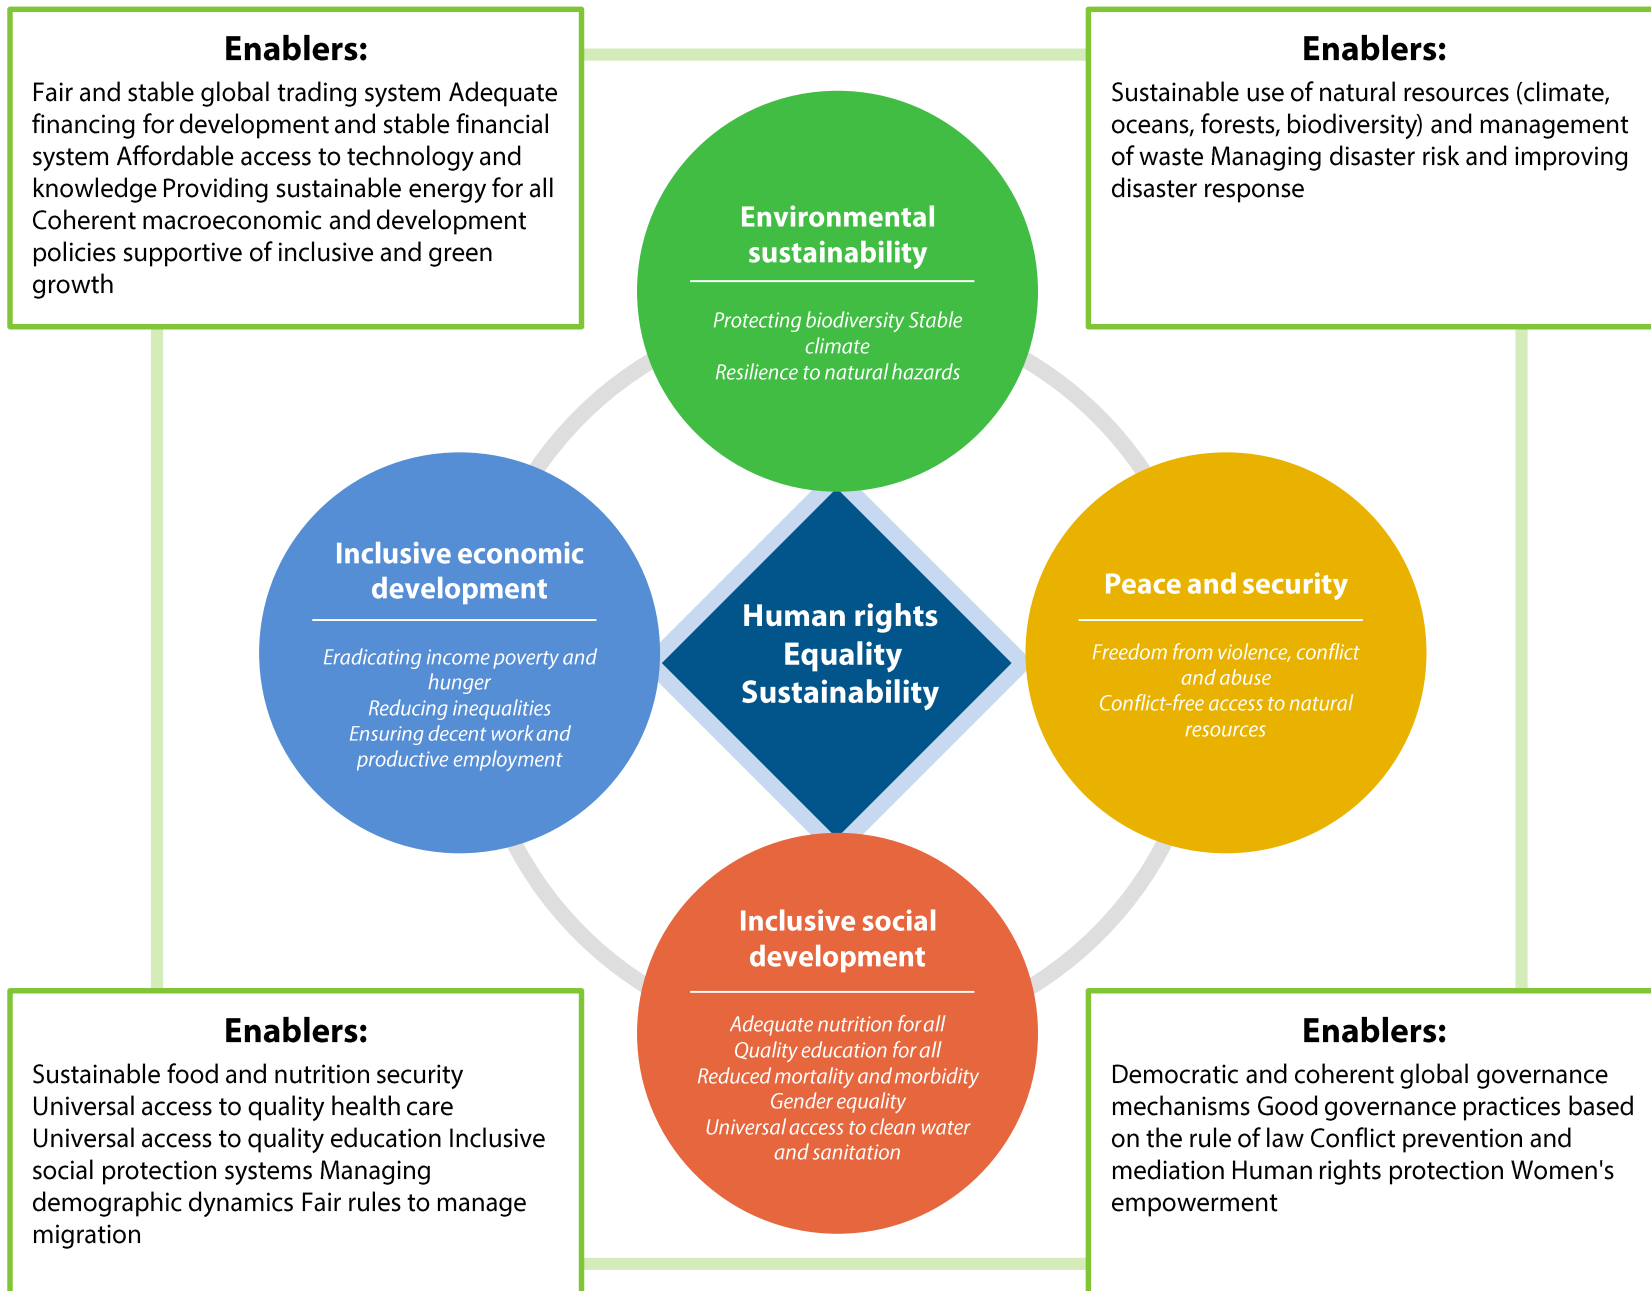 Enablers:
Fair and stable global trading system Adequate
financing for development and stable financial
system Affordable access to technology and
knowledge Providing sustainable energy for all
Coherent macroeconomic and development
policies supportive of inclusive and green
growth
Enablers:
Sustainable use of natural resources (climate,
oceans, forests, biodiversity) and management
of waste Managing disaster risk and improving
disaster response
Environmental
sustainability
Protecting biodiversity Stable
climate
Resilience to natural hazards
Inclusive economic
development
Eradicating income poverty and
hunger
Reducing inequalities
Ensuring decent work and
productive employment
Human rights
Equality
Sustainability
Peace and security
Freedom from violence, conflict
and abuse
Conflict-free access to natural
resources
Inclusive social
development
Adequate nutrition for all
Quality education for all
Reduced mortality and morbidity
Gender equality
Universal access to clean water
and sanitation
Enablers:
Sustainable food and nutrition security
Universal access to quality health care
Universal access to quality education Inclusive
social protection systems Managing
demographic dynamics Fair rules to manage
migration
Enablers:
Democratic and coherent global governance
mechanisms Good governance practices based
on the rule of law Conflict prevention and
mediation Human rights protection Women's
empowerment